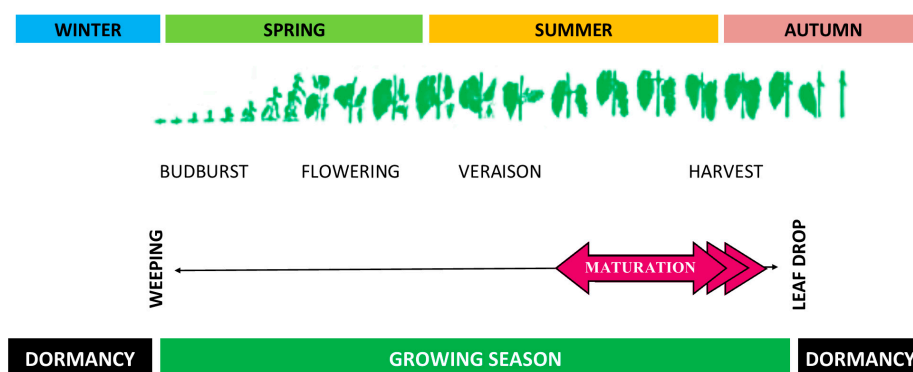 WINTER
SPRING
SUMMER
AUTUMN
BUDBURST
FLOWERING
VERAISON
HARVEST
WEEPING
MATURATION
LEAF DROP
DORMANCY
GROWING SEASON
DORMANCY